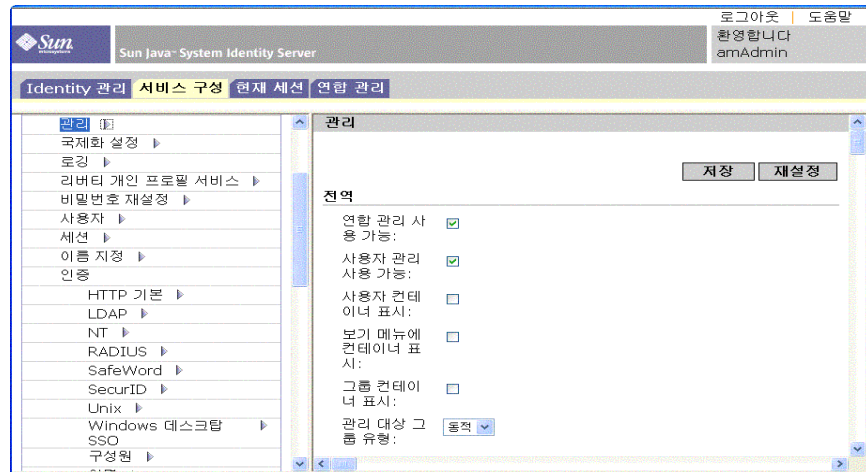 로그아웃 | 도움말
Sun
Sun Java™ System Identity Server
환영합니다
amAdmin
Identity 관리 서비스 구성 현재 세션 연합 관리
관리
국제화 설정
로깅
리버티 개인 프로필 서비스
비밀번호 재설정
사용자
세션
이름 지정
인증
HTTP 기본
LDAP
NT
RADIUS
SafeWord
SecurID
Unix
Windows 데스크탑
SSO
구성원
관리
저장 재설정
전역
연합 관리 사
용 가능:
사용자 관리
사용 가능:
사용자 컨테
이너 표시:
보기 메뉴에
컨테이너 표
시:
그룹 컨테이
너 표시:
관리 대상 그
룹 유형:
동적